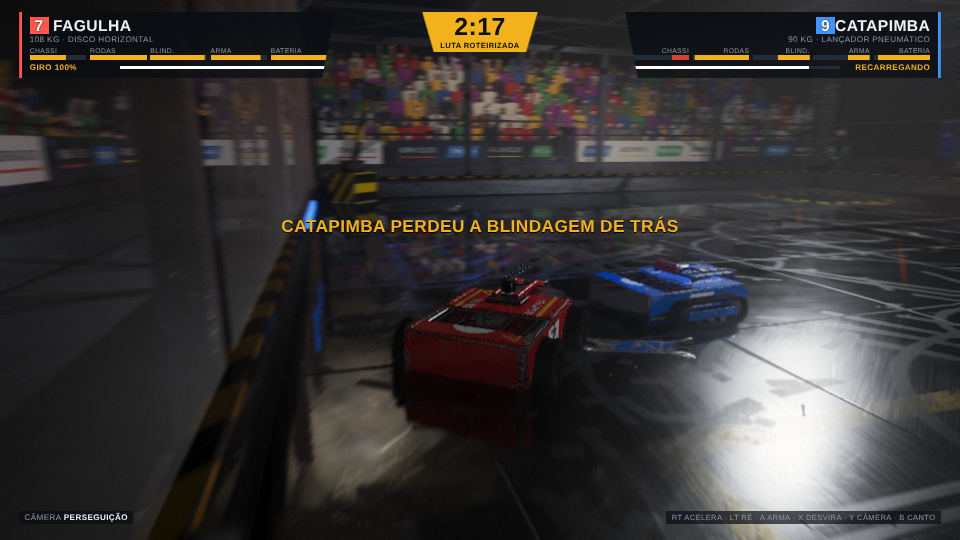 7 FAGULHA
108 KG · DISCO HORIZONTAL
CHASSI RODAS BLIND. ARMA BATERIA
GIRO 100%
2:17
LUTA ROTEIRIZADA
9 CATAPIMBA
90 KG · LANÇADOR PNEUMÁTICO
CHASSI RODAS BLIND. ARMA BATERIA
RECARREGANDO
CATAPIMBA PERDEU A BLINDAGEM DE TRÁS
CÂMERA PERSEGUIÇÃO
RT ACELERA · LT RÉ · A ARMA · X DESVIRA · Y CÂMERA · B CANTO